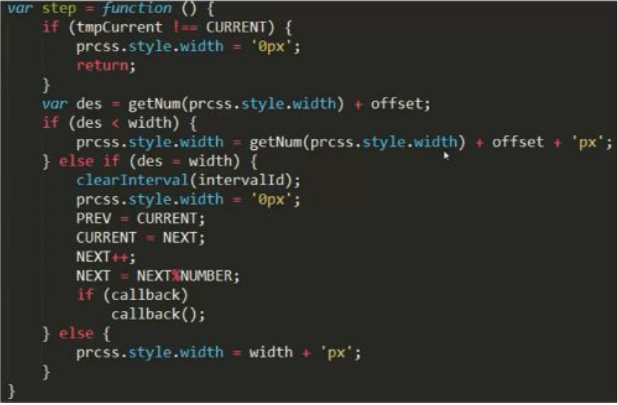 var step = function () {
    if (tmpCurrent !== CURRENT) {
        prcss.style.width = '0px';
        return;
    }
    var des = getNum(prcss.style.width) + offset;
    if (des < width) {
        prcss.style.width = getNum(prcss.style.width) + offset + 'px';
    } else if (des = width) {
        clearInterval(intervalId);
        prcss.style.width = '0px';
        PREV = CURRENT;
        CURRENT = NEXT;
        NEXT++;
        NEXT = NEXT%NUMBER;
        if (callback)
            callback();
    } else {
        prcss.style.width = width + 'px';
    }
}